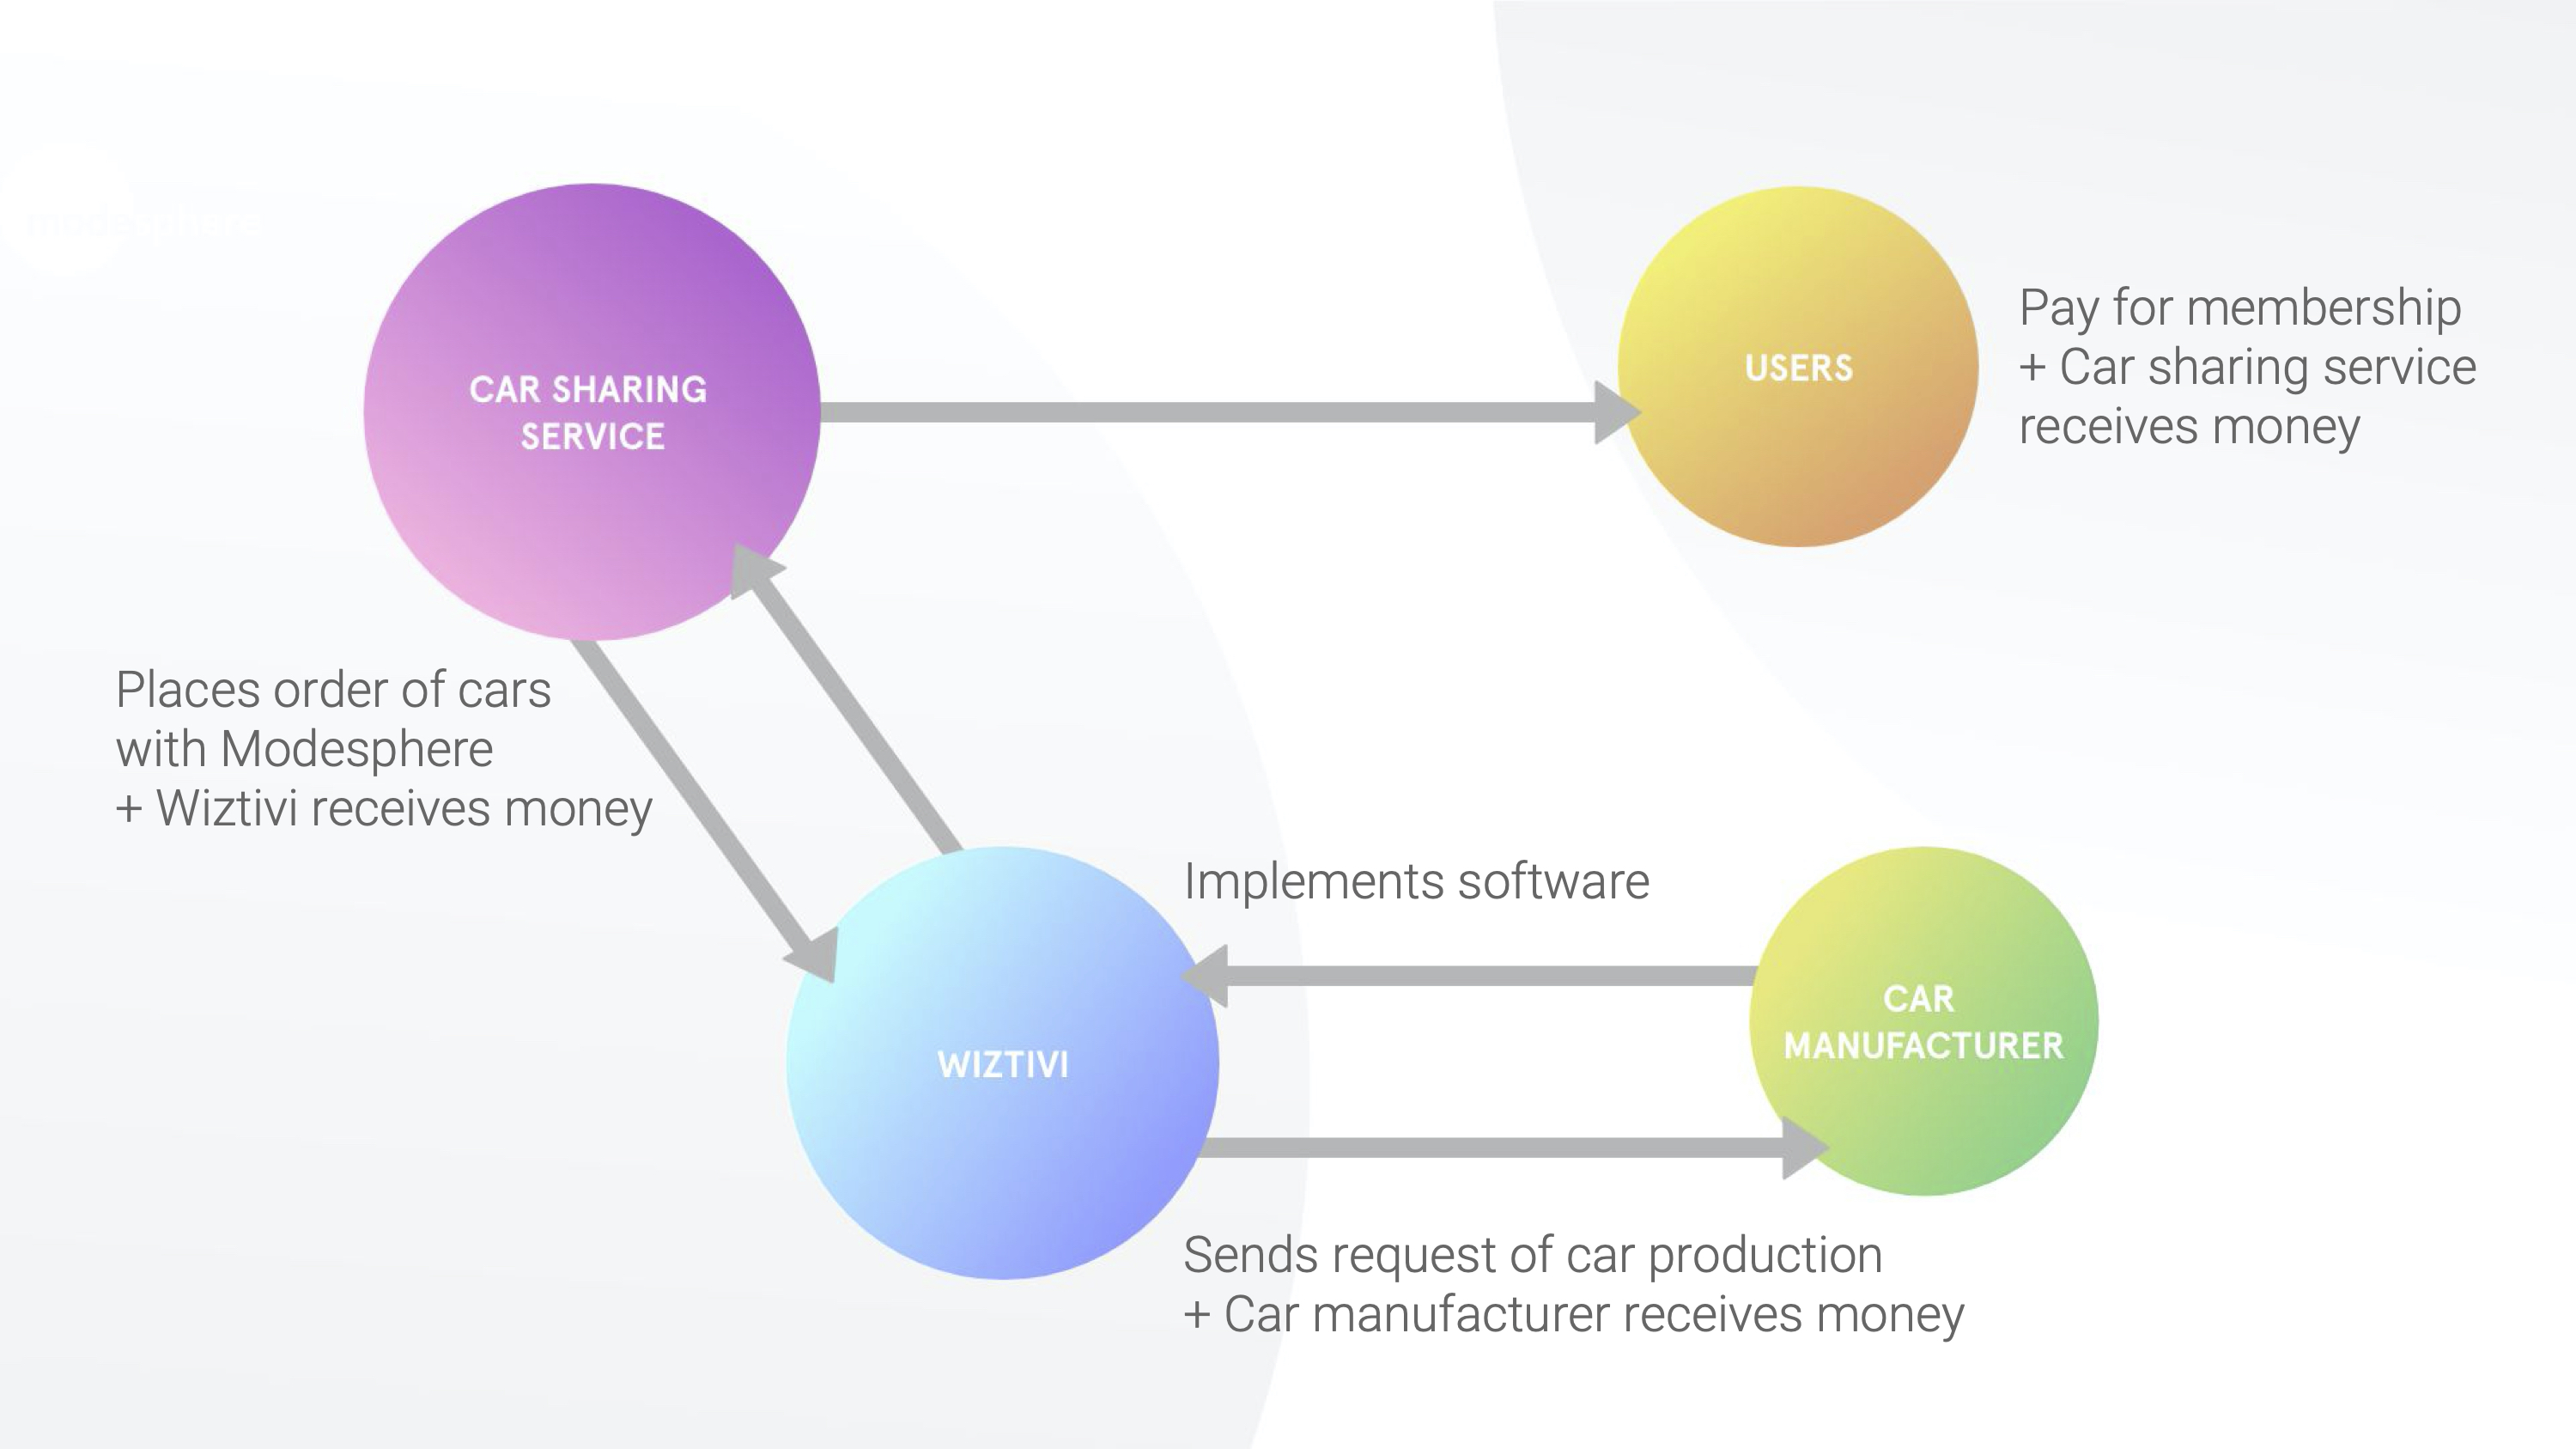 modesphere
CAR SHARING
SERVICE
USERS
Pay for membership
+ Car sharing service
receives money
Places order of cars
with Modesphere
+ Wiztivi receives money
Implements software
WIZTIVI
CAR
MANUFACTURER
Sends request of car production
+ Car manufacturer receives money